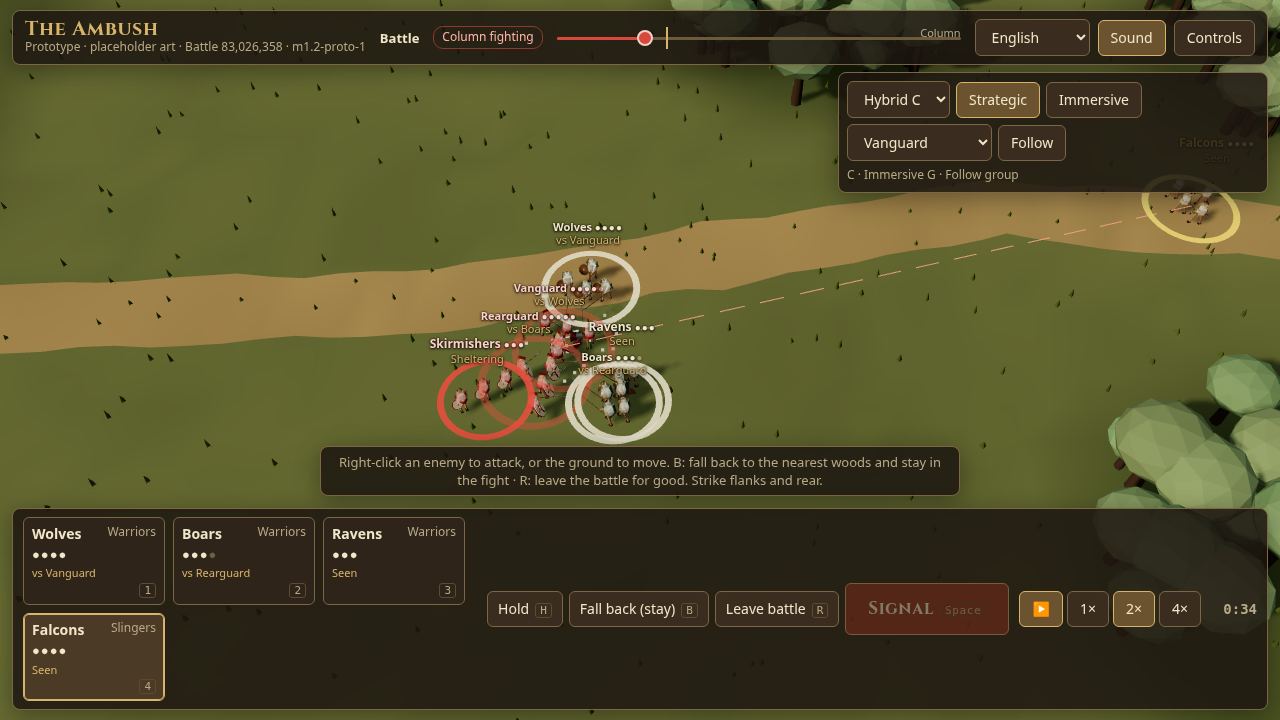 The Ambush
Prototype · placeholder art · Battle 83,026,358 · m1.2-proto-1
Battle
Column fighting
Column
English
Sound
Controls
Hybrid C
Strategic
Immersive
Vanguard
Follow
C · Immersive G · Follow group
Falcons
Seen
Wolves
vs Vanguard
Vanguard
vs Wolves
Rearguard
vs Boars
Ravens
Seen
Skirmishers
Sheltering
Boars
vs Rearguard
Right-click an enemy to attack, or the ground to move. B: fall back to the nearest woods and stay in
the fight · R: leave the battle for good. Strike flanks and rear.
Wolves Warriors
vs Vanguard
1
Boars Warriors
vs Rearguard
2
Ravens Warriors
Seen
3
Falcons Slingers
Seen
4
Hold H
Fall back (stay) B
Leave battle R
Signal Space
1×
2×
4×
0:34